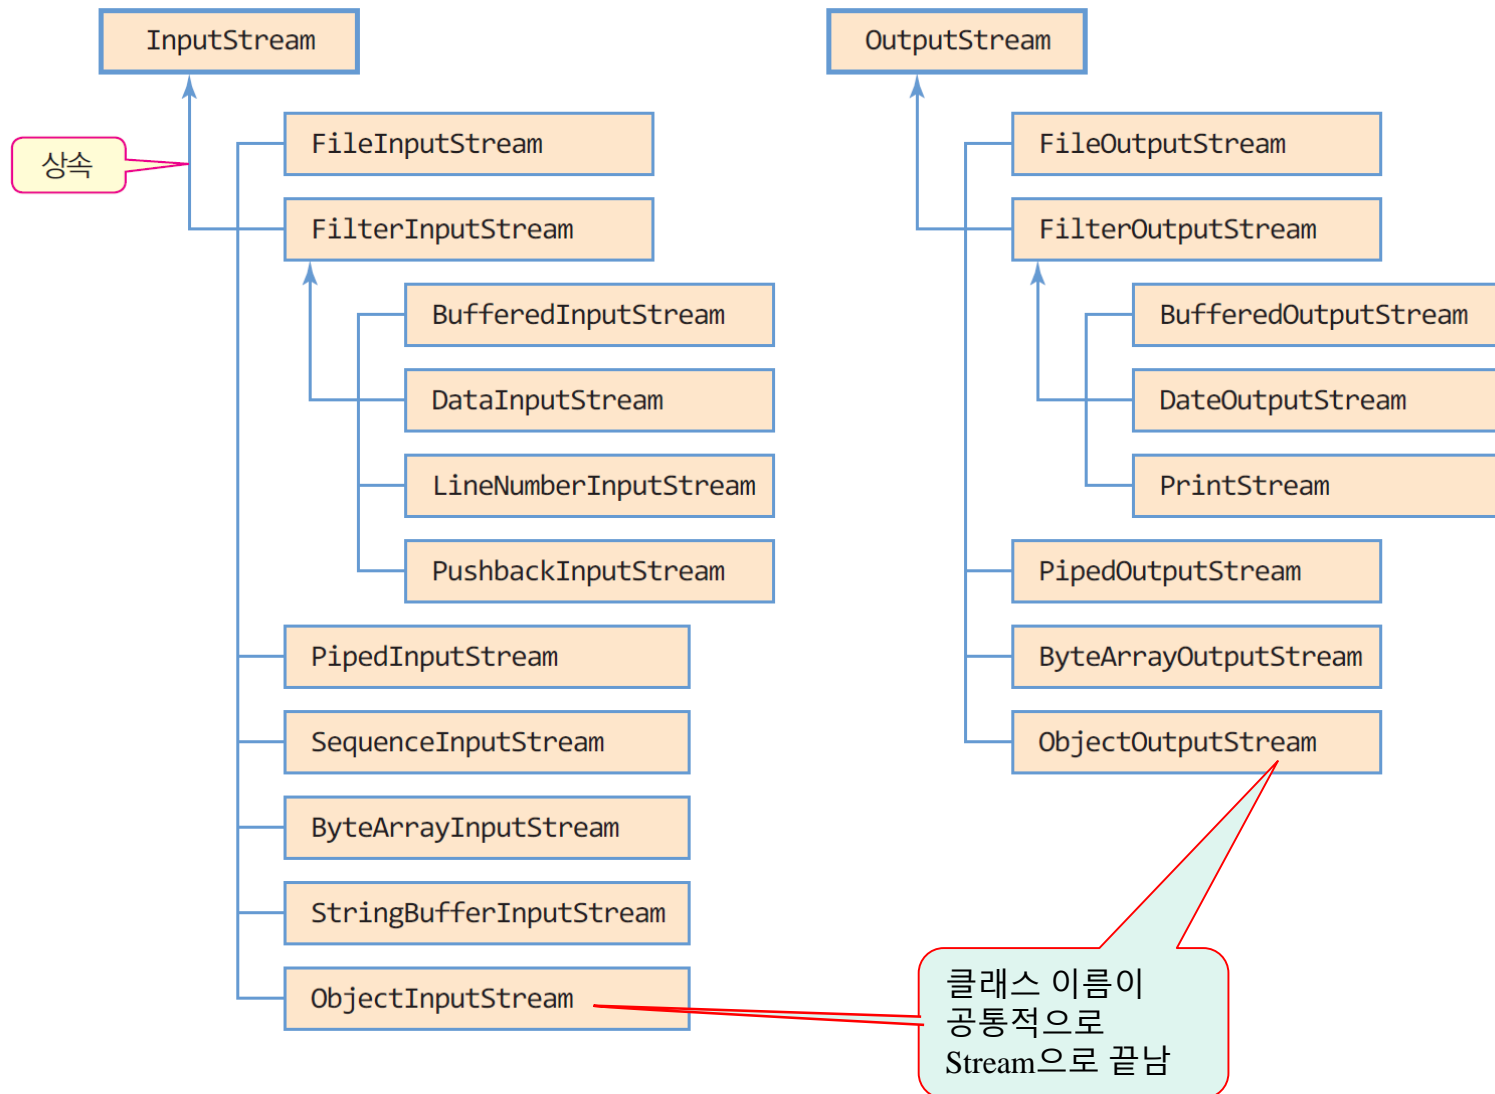 InputStream
상속
FileInputStream
FilterInputStream
BufferedInputStream
DataInputStream
LineNumberInputStream
PushbackInputStream
PipedInputStream
SequenceInputStream
ByteArrayInputStream
StringBufferInputStream
ObjectInputStream
OutputStream
FileOutputStream
FilterOutputStream
BufferedOutputStream
DateOutputStream
PrintStream
PipedOutputStream
ByteArrayOutputStream
ObjectOutputStream
클래스 이름이
공통적으로
Stream으로 끝남